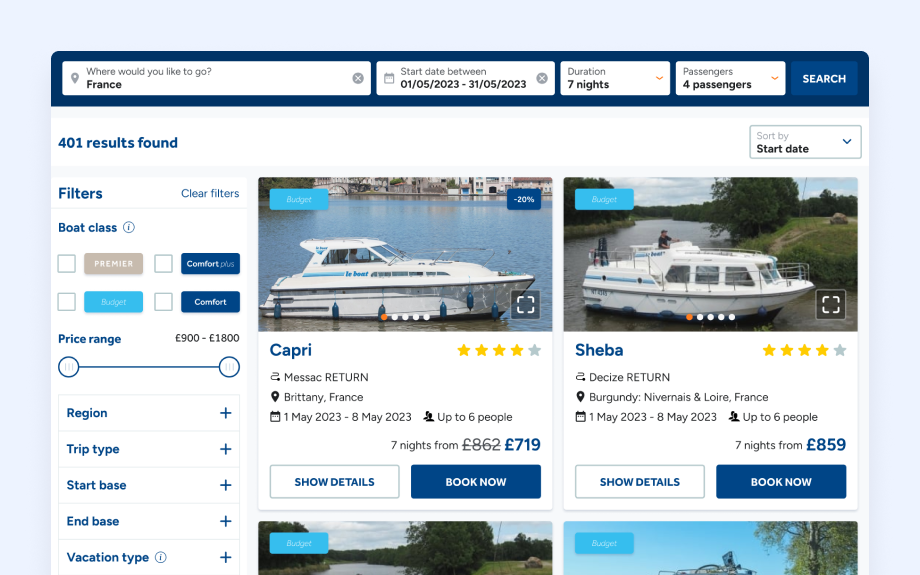 Where would you like to go?
France
Start date between
01/05/2023 - 31/05/2023
Duration
7 nights
Passengers
4 passengers
SEARCH
401 results found
Sort by
Start date
Filters
Clear filters
Boat class
PREMIER
Comfort plus
Budget
Comfort
Price range
£900 - £1800
Region
Trip type
Start base
End base
Vacation type
Budget
-20%
le boat
le boat
Capri
Messac RETURN
Brittany, France
1 May 2023 - 8 May 2023
Up to 6 people
7 nights from £862 £719
SHOW DETAILS
BOOK NOW
Budget
le boat
Sheba
Decize RETURN
Burgundy: Nivernais & Loire, France
1 May 2023 - 8 May 2023
Up to 6 people
7 nights from £859
SHOW DETAILS
BOOK NOW
Budget
Budget